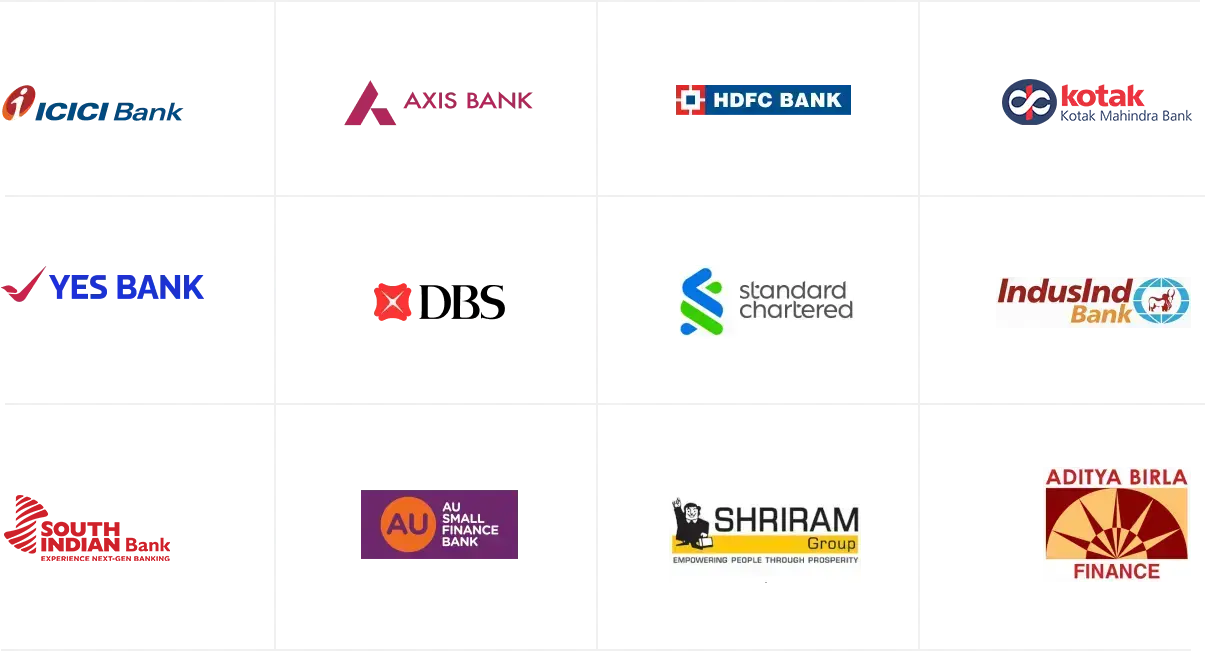 ICICI Bank
AXIS BANK
HDFC BANK
kotak
Kotak Mahindra Bank
YES BANK
DBS
standard
chartered
IndusInd
Bank
SOUTH
INDIAN Bank
EXPERIENCE NEXT-GEN BANKING
AU
AU
SMALL
FINANCE
BANK
SHRIRAM
Group
EMPOWERING PEOPLE THROUGH PROSPERITY
ADITYA BIRLA
FINANCE